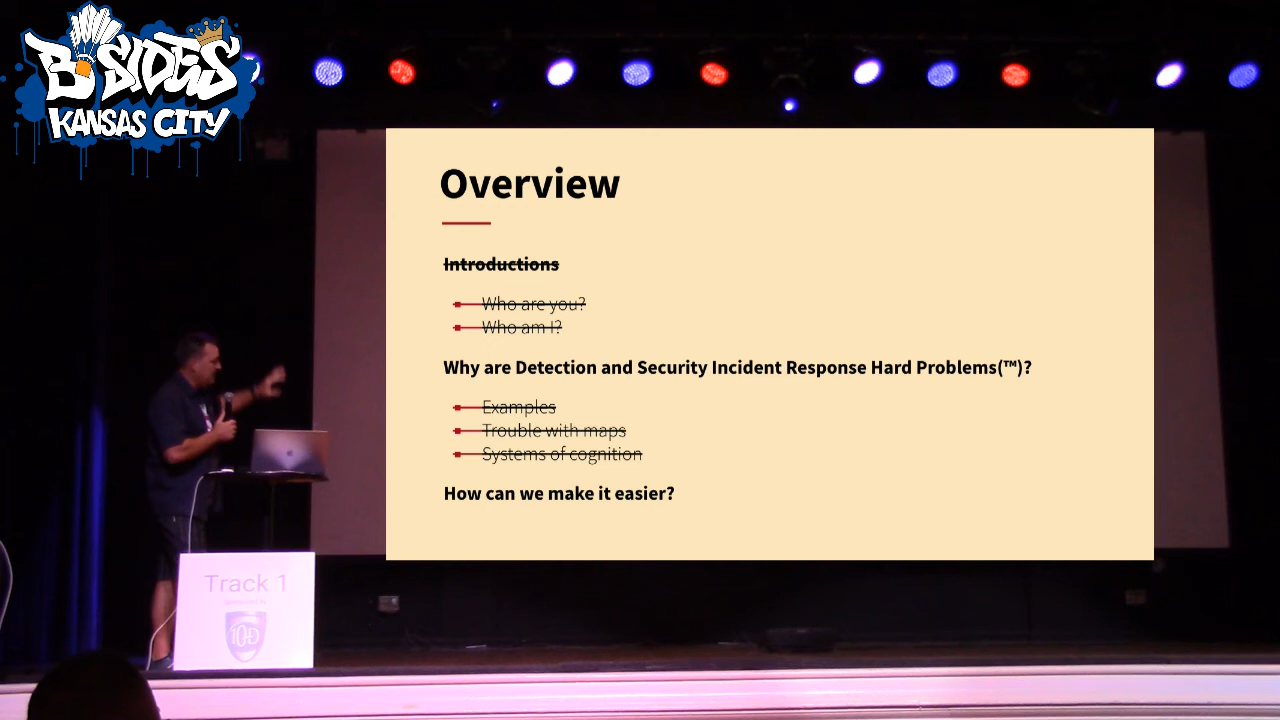 B·SIDES
KANSAS CITY
Overview
Introductions
Who are you?
Who am I?
Why are Detection and Security Incident Response Hard Problems(™)?
Examples
Trouble with maps
Systems of cognition
How can we make it easier?
Track 1
10-D